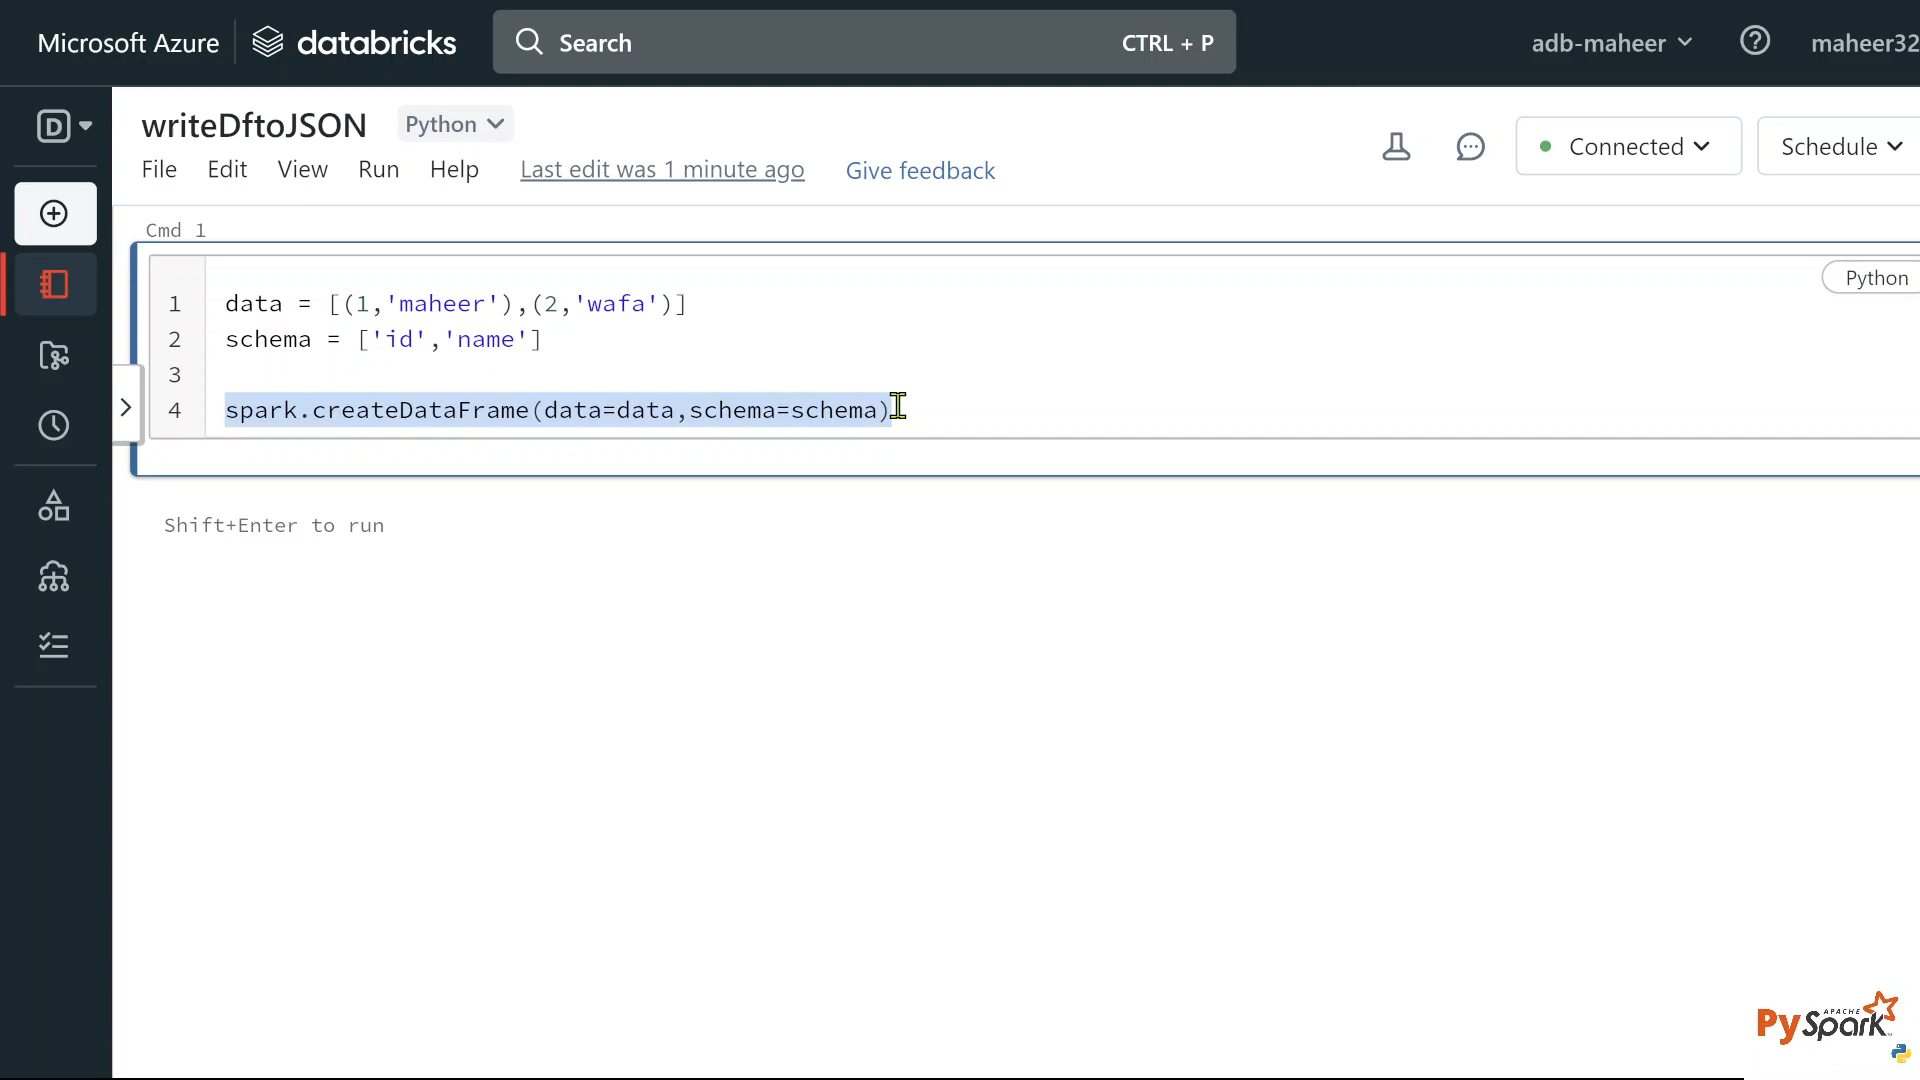 Microsoft Azure databricks Search CTRL + P adb-maheer maheer32
D writeDftoJSON Python
File Edit View Run Help Last edit was 1 minute ago Give feedback Connected Schedule
Cmd 1
Python
1 data = [(1,'maheer'),(2,'wafa')]
2 schema = ['id','name']
3
4 spark.createDataFrame(data=data,schema=schema)
Shift+Enter to run
APACHE
PySpark